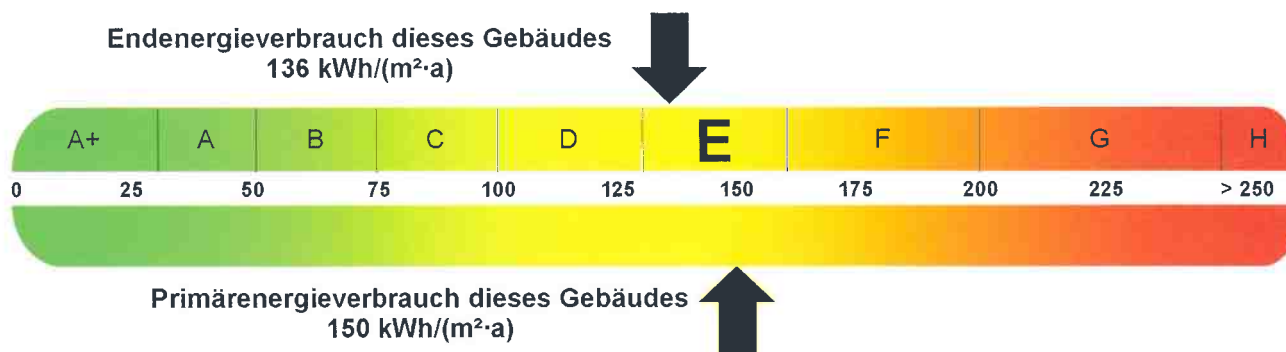 Endenergieverbrauch dieses Gebäudes
136 kWh/(m²·a)
A+ A B C D E F G H
0 25 50 75 100 125 150 175 200 225 > 250
Primärenergieverbrauch dieses Gebäudes
150 kWh/(m²·a)